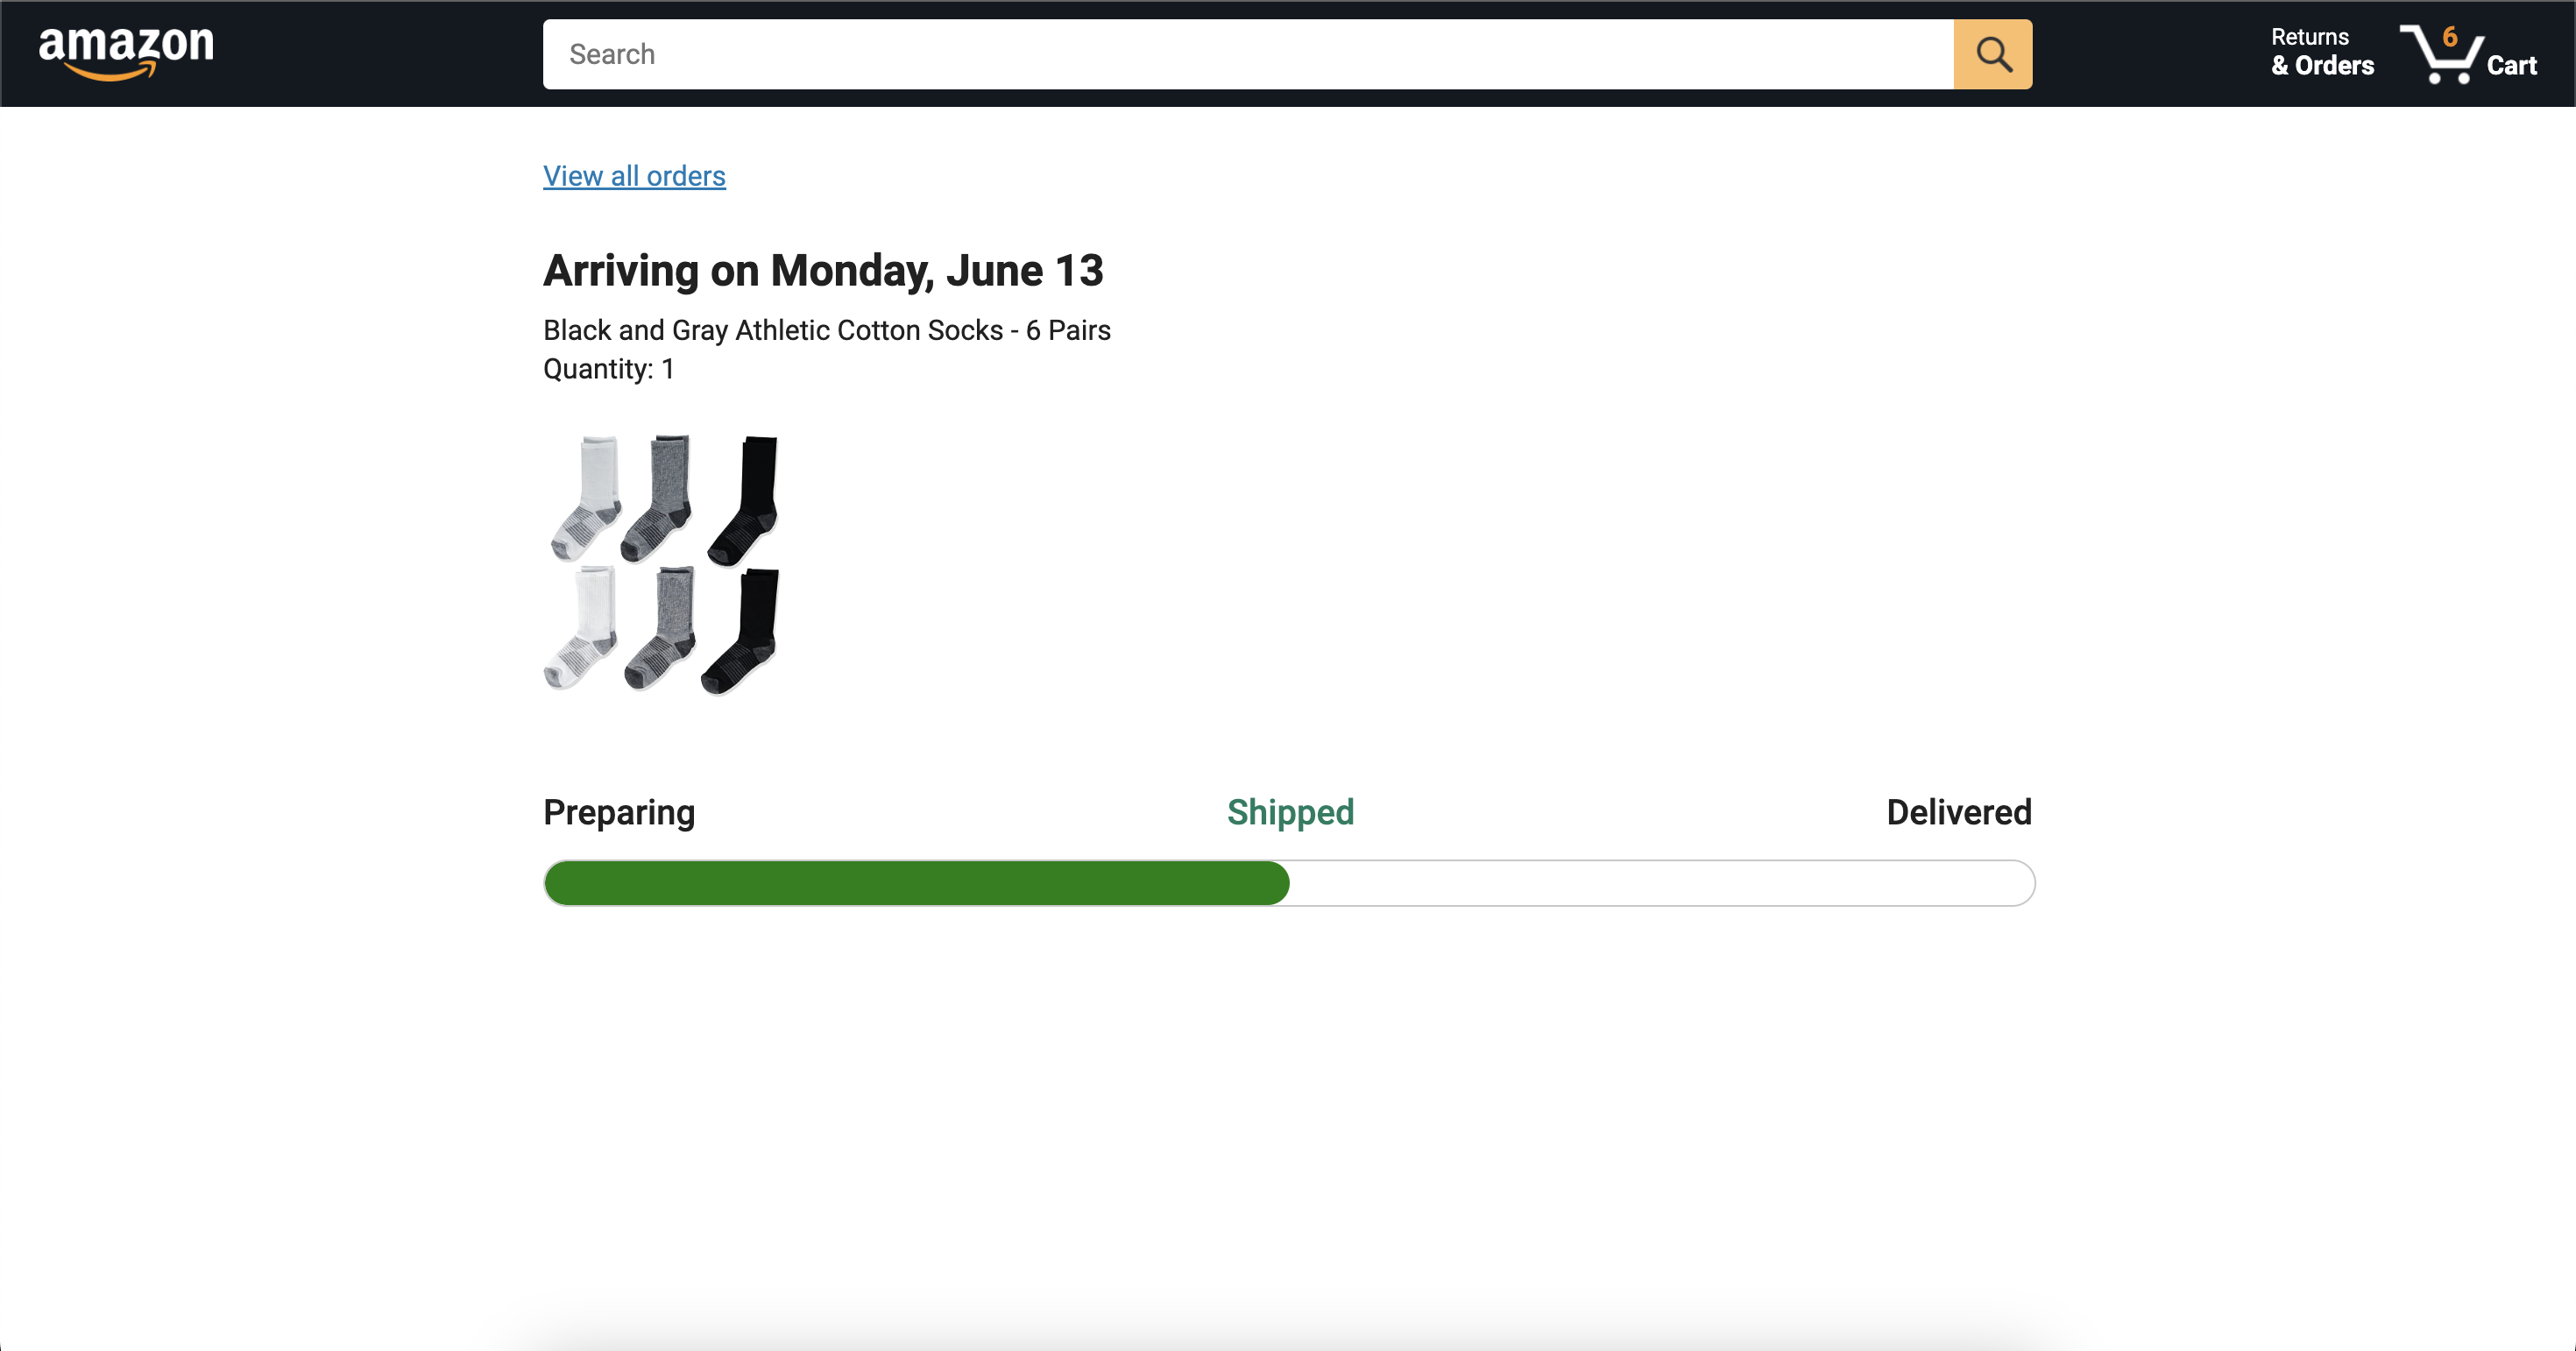 amazon
Search
Returns
& Orders
6
Cart
View all orders
Arriving on Monday, June 13
Black and Gray Athletic Cotton Socks - 6 Pairs
Quantity: 1
Preparing
Shipped
Delivered